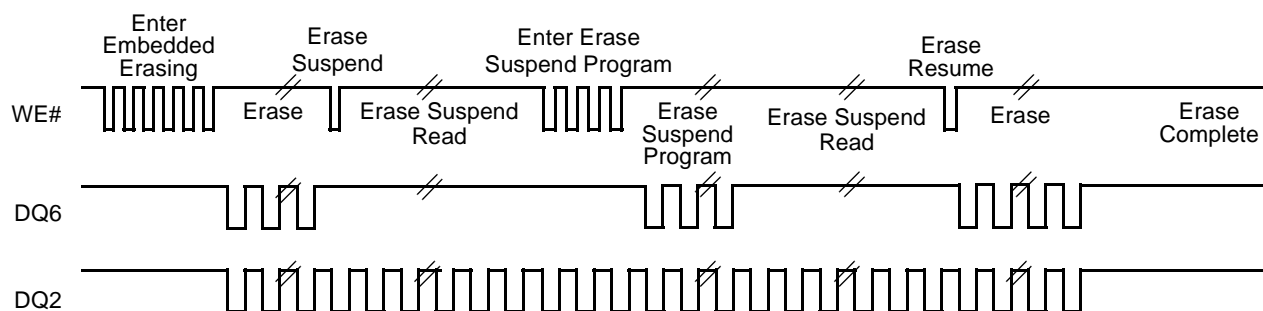 Enter
Embedded
Erasing
Erase
Suspend
Enter Erase
Suspend Program
Erase
Resume
WE#
Erase
Erase Suspend
Read
Erase
Suspend
Program
Erase Suspend
Read
Erase
Erase
Complete
DQ6
DQ2